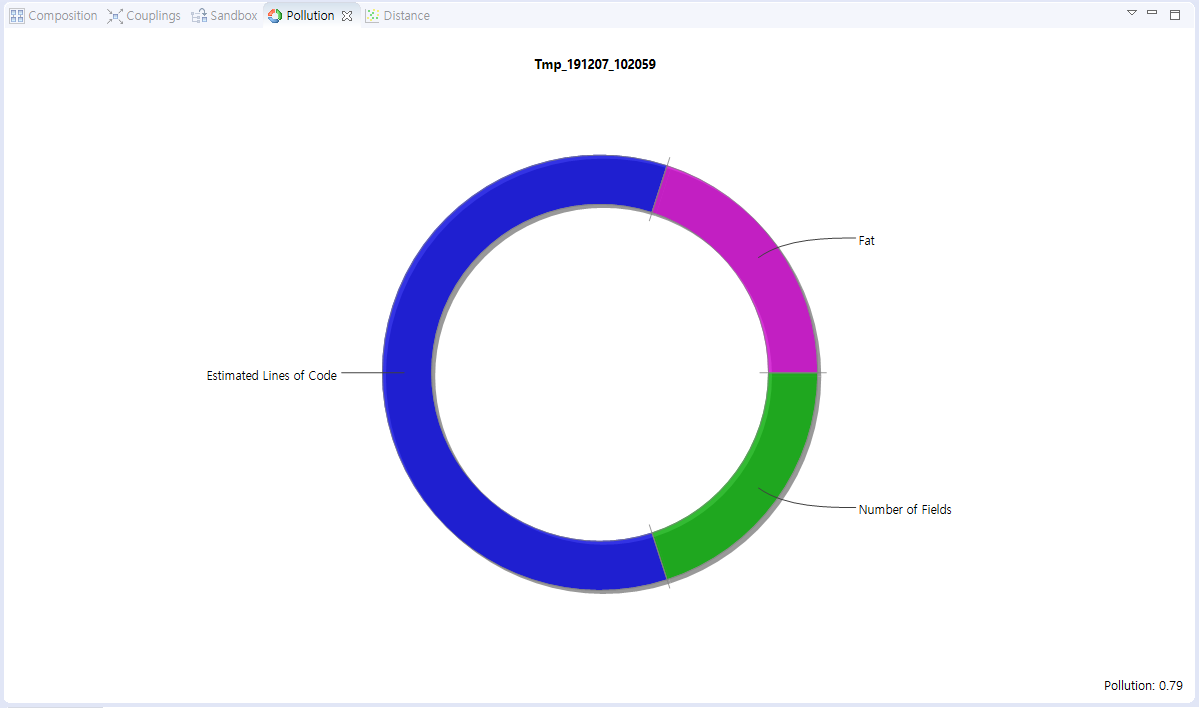 Composition Couplings Sandbox Pollution Distance
Tmp_191207_102059
Fat
Estimated Lines of Code
Number of Fields
Pollution: 0.79